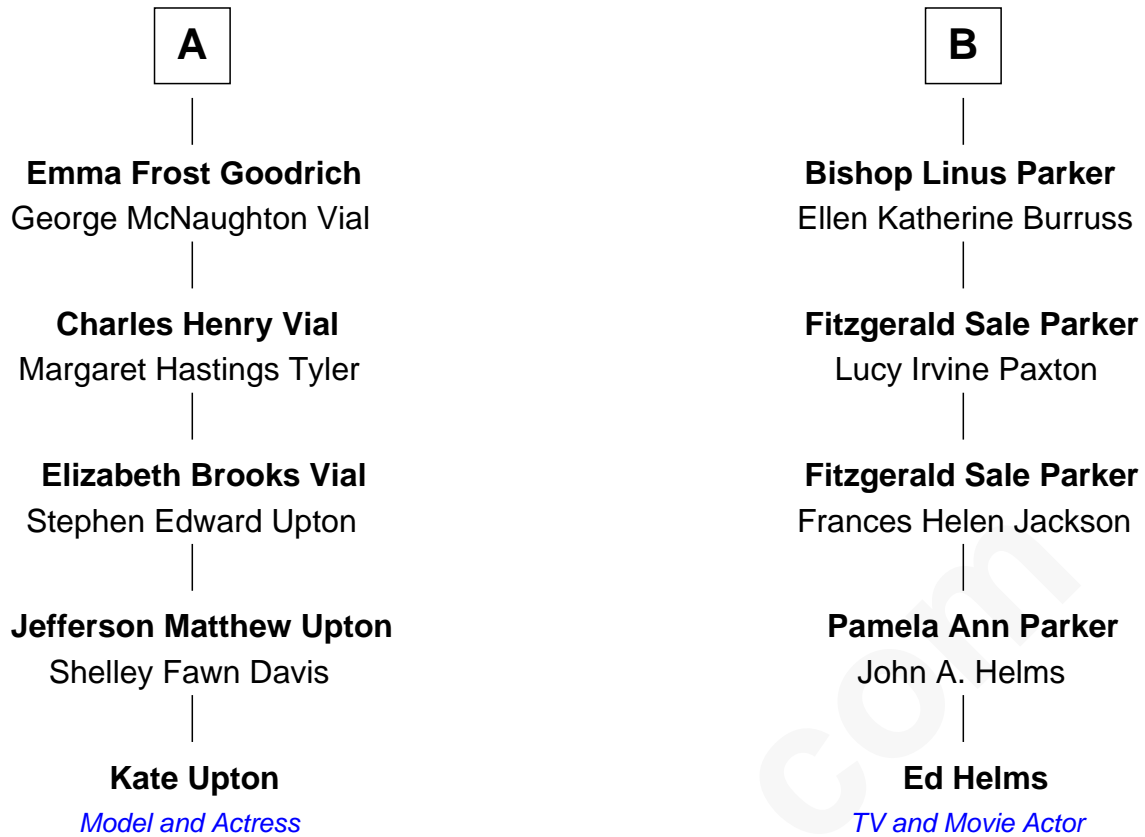 A
Emma Frost Goodrich
George McNaughton Vial
Charles Henry Vial
Margaret Hastings Tyler
Elizabeth Brooks Vial
Stephen Edward Upton
Jefferson Matthew Upton
Shelley Fawn Davis
Kate Upton
Model and Actress
B
Bishop Linus Parker
Ellen Katherine Burruss
Fitzgerald Sale Parker
Lucy Irvine Paxton
Fitzgerald Sale Parker
Frances Helen Jackson
Pamela Ann Parker
John A. Helms
Ed Helms
TV and Movie Actor
com